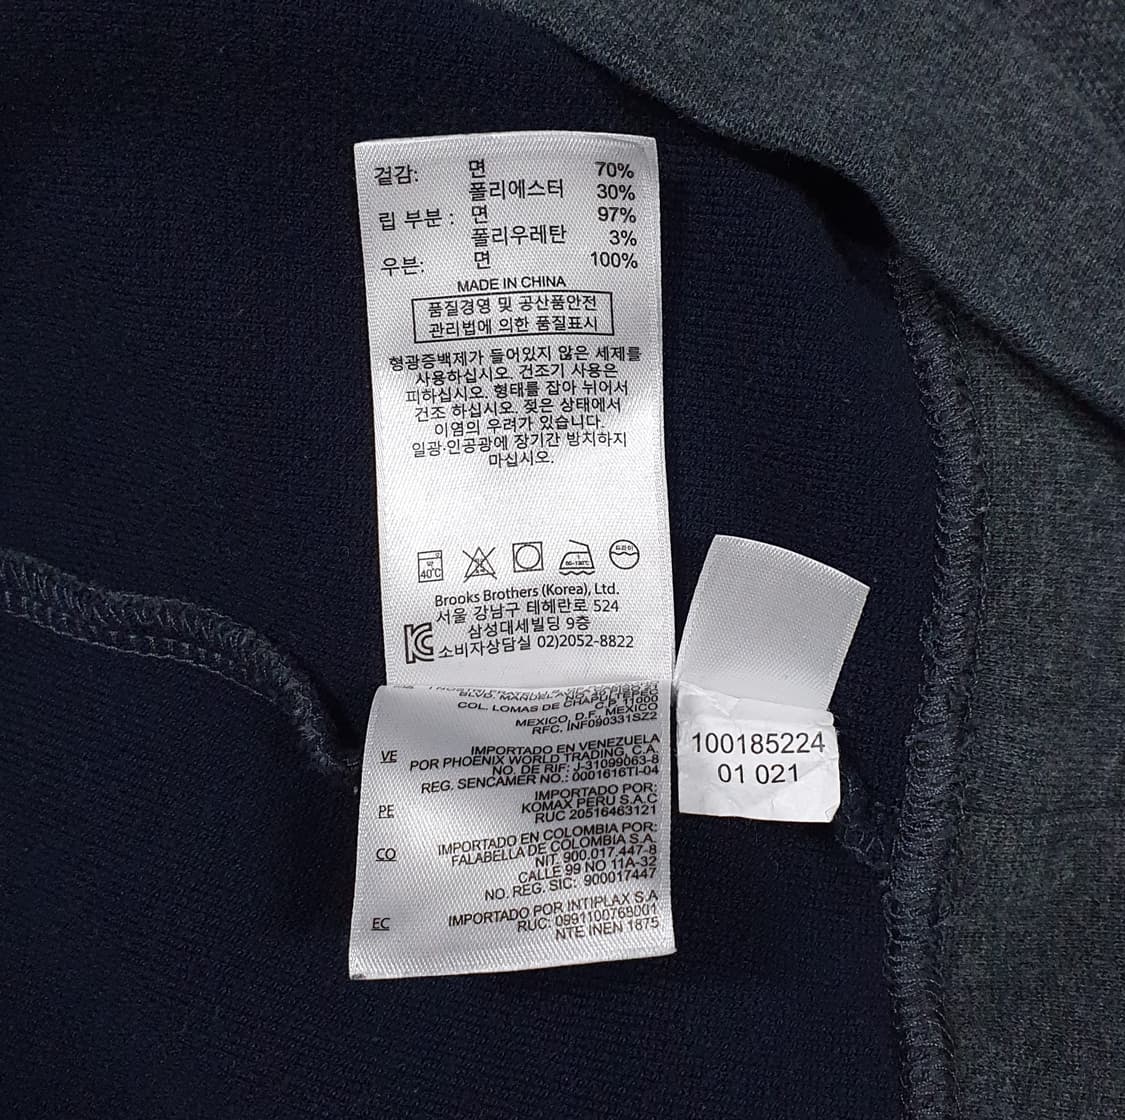 겉감: 면 70%
폴리에스터 30%
립 부분 : 면 97%
폴리우레탄 3%
우븐: 면 100%
MADE IN CHINA
품질경영 및 공산품안전
관리법에 의한 품질표시
형광증백제가 들어있지 않은 세제를
사용하십시오. 건조기 사용은
피하십시오. 형태를 잡아 뉘어서
건조 하십시오. 젖은 상태에서
이염의 우려가 있습니다.
일광·인공광에 장기간 방치하지
마십시오.
약
40℃
드라이
Brooks Brothers (Korea), Ltd.
서울 강남구 테헤란로 524
삼성대세빌딩 9층
소비자상담실 02)2052-8822
COL. LOMAS DE CHAPULTEPEC
C.P. 11000
MEXICO, D.F. MEXICO
RFC. INF090331SZ2
VE IMPORTADO EN VENEZUELA
POR PHOENIX WORLD TRADING, C.A.
NO. DE RIF: J-31099063-8
REG. SENCAMER NO.: 0001616TI-04
PE IMPORTADO POR:
KOMAX PERU S.A.C
RUC 20516463121
CO IMPORTADO EN COLOMBIA POR:
FALABELLA DE COLOMBIA S.A.
NIT. 900.017.447-8
CALLE 99 NO 11A-32
NO. REG. SIC: 900017447
EC IMPORTADO POR INTIPLAX S.A
RUC: 0991100768001
NTE INEN 1875
100185224
01 021